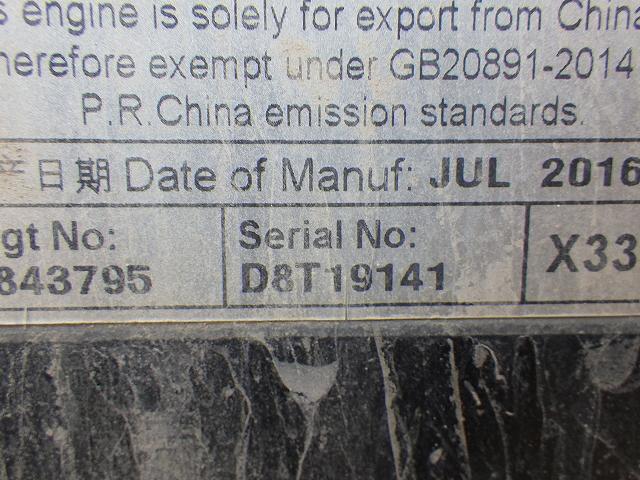 s engine is solely for export from China
herefore exempt under GB20891-2014
P.R.China emission standards.
产日期 Date of Manuf: JUL 2016
gt No:
843795
Serial No:
D8T19141
X33